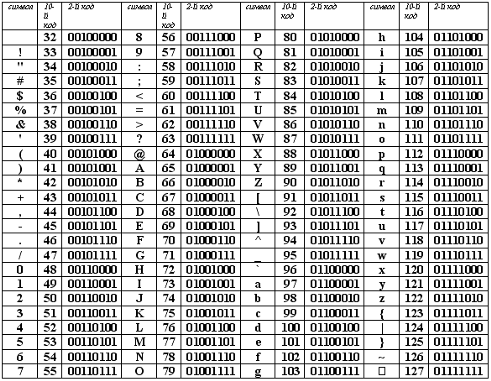 символ 10-й код 2-й код символ 10-й код 2-й код символ 10-й код 2-й код символ 10-й код 2-й код
32 00100000 8 56 00111000 P 80 01010000 h 104 01101000
! 33 00100001 9 57 00111001 Q 81 01010001 i 105 01101001
" 34 00100010 : 58 00111010 R 82 01010010 j 106 01101010
# 35 00100011 ; 59 00111011 S 83 01010011 k 107 01101011
$ 36 00100100 < 60 00111100 T 84 01010100 l 108 01101100
% 37 00100101 = 61 00111101 U 85 01010101 m 109 01101101
& 38 00100110 > 62 00111110 V 86 01010110 n 110 01101110
' 39 00100111 ? 63 00111111 W 87 01010111 o 111 01101111
( 40 00101000 @ 64 01000000 X 88 01011000 p 112 01110000
) 41 00101001 A 65 01000001 Y 89 01011001 q 113 01110001
* 42 00101010 B 66 01000010 Z 90 01011010 r 114 01110010
+ 43 00101011 C 67 01000011 [ 91 01011011 s 115 01110011
, 44 00101100 D 68 01000100 \ 92 01011100 t 116 01110100
- 45 00101101 E 69 01000101 ] 93 01011101 u 117 01110101
. 46 00101110 F 70 01000110 ^ 94 01011110 v 118 01110110
/ 47 00101111 G 71 01000111 _ 95 01011111 w 119 01110111
0 48 00110000 H 72 01001000 ` 96 01100000 x 120 01111000
1 49 00110001 I 73 01001001 a 97 01100001 y 121 01111001
2 50 00110010 J 74 01001010 b 98 01100010 z 122 01111010
3 51 00110011 K 75 01001011 c 99 01100011 { 123 01111011
4 52 00110100 L 76 01001100 d 100 01100100 | 124 01111100
5 53 00110101 M 77 01001101 e 101 01100101 } 125 01111101
6 54 00110110 N 78 01001110 f 102 01100110 ~ 126 01111110
7 55 00110111 O 79 01001111 g 103 01100111 □ 127 01111111